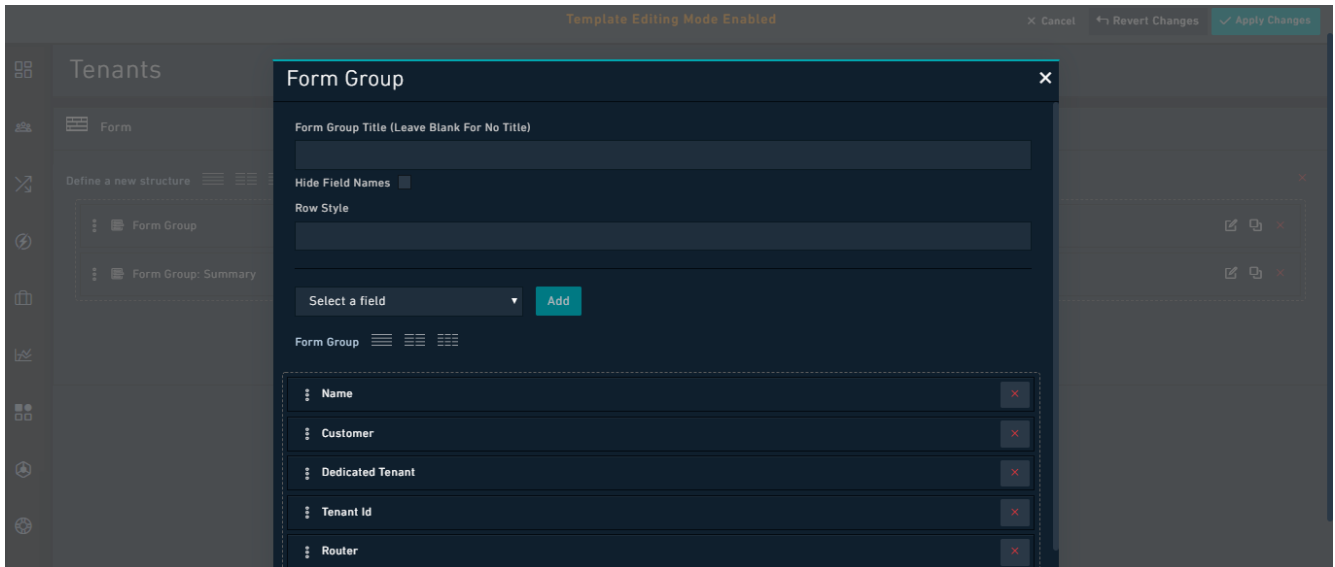 Template Editing Mode Enabled
× Cancel
Revert Changes
Apply Changes
Tenants
Form
Define a new structure
Form Group
Form Group: Summary
Form Group
Form Group Title (Leave Blank For No Title)
Hide Field Names
Row Style
Select a field
Add
Form Group
Name
Customer
Dedicated Tenant
Tenant Id
Router